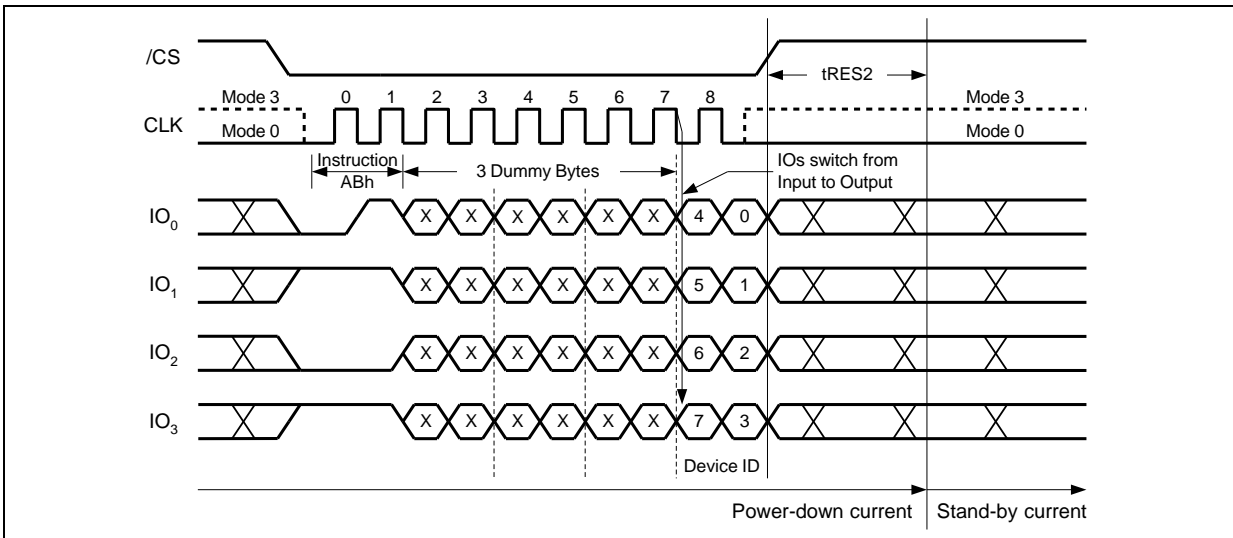 /CS
tRES2
Mode 3 0 1 2 3 4 5 6 7 8 Mode 3
CLK
Mode 0 Mode 0
Instruction
ABh
3 Dummy Bytes
IOs switch from
Input to Output
IO0 X X X X X X 4 0
IO1 X X X X X X 5 1
IO2 X X X X X X 6 2
IO3 X X X X X X 7 3
Device ID
Power-down current Stand-by current